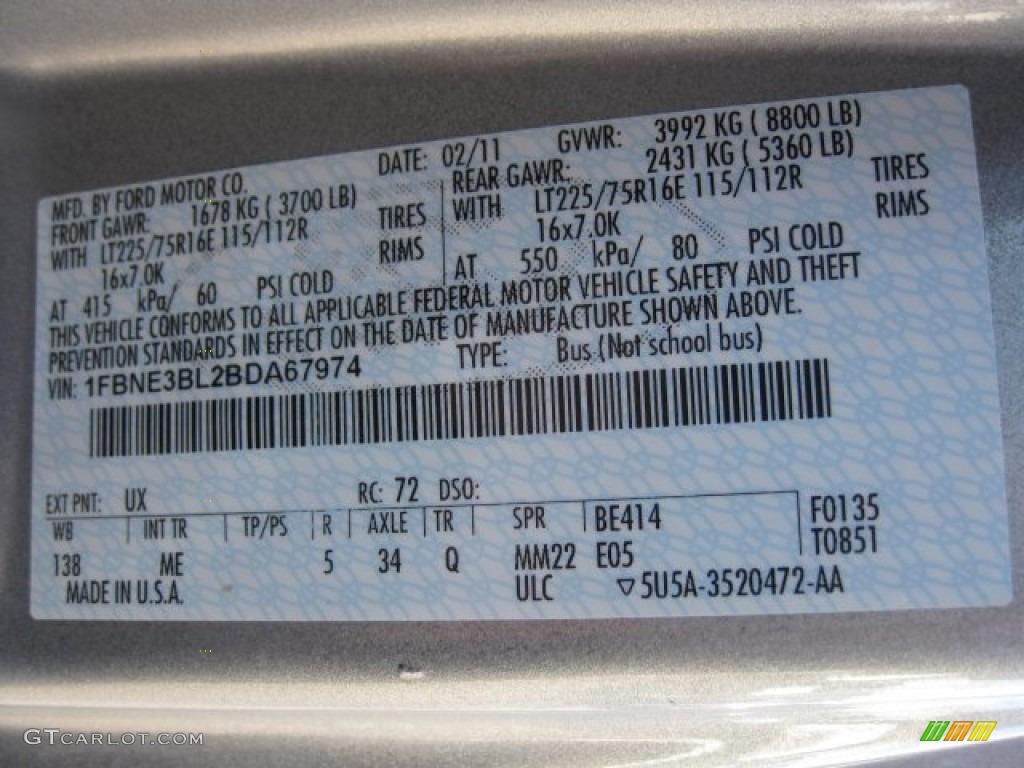 MFD. BY FORD MOTOR CO. DATE: 02/11 GVWR: 3992 KG ( 8800 LB)
FRONT GAWR: 1678 KG ( 3700 LB) REAR GAWR: 2431 KG ( 5360 LB)
WITH LT225/75R16E 115/112R TIRES WITH LT225/75R16E 115/112R TIRES
16x7.0K RIMS 16x7.0K RIMS
AT 415 kPa/ 60 PSI COLD AT 550 kPa/ 80 PSI COLD
THIS VEHICLE CONFORMS TO ALL APPLICABLE FEDERAL MOTOR VEHICLE SAFETY AND THEFT
PREVENTION STANDARDS IN EFFECT ON THE DATE OF MANUFACTURE SHOWN ABOVE.
VIN: 1FBNE3BL2BDA67974 TYPE: Bus (Not school bus)
EXT PNT: UX RC: 72 DSO:
WB INT TR TP/PS R AXLE TR SPR BE414 F0135
138 ME 5 34 Q MM22 E05 T0851
MADE IN U.S.A. ULC ▽5U5A-3520472-AA
GTCARLOT.COM